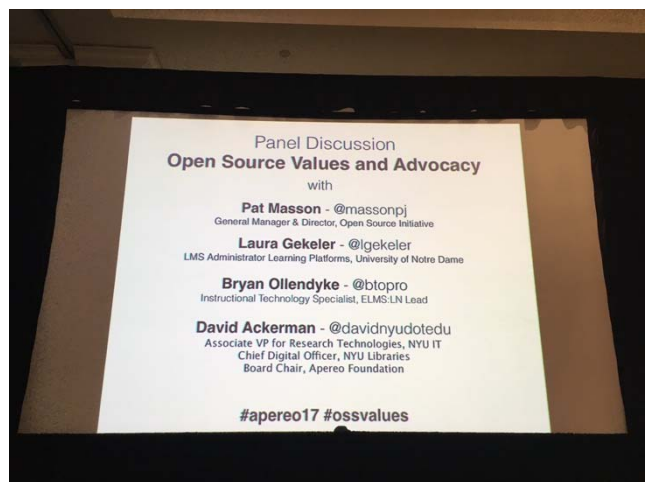 Panel Discussion
Open Source Values and Advocacy
with
Pat Masson - @massonpj
General Manager & Director, Open Source Initiative
Laura Gekeler - @lgekeler
LMS Administrator Learning Platforms, University of Notre Dame
Bryan Ollendyke - @btopro
Instructional Technology Specialist, ELMS:LN Lead
David Ackerman - @davidnyudotedu
Associate VP for Research Technologies, NYU IT
Chief Digital Officer, NYU Libraries
Board Chair, Apereo Foundation
#apereo17 #ossvalues